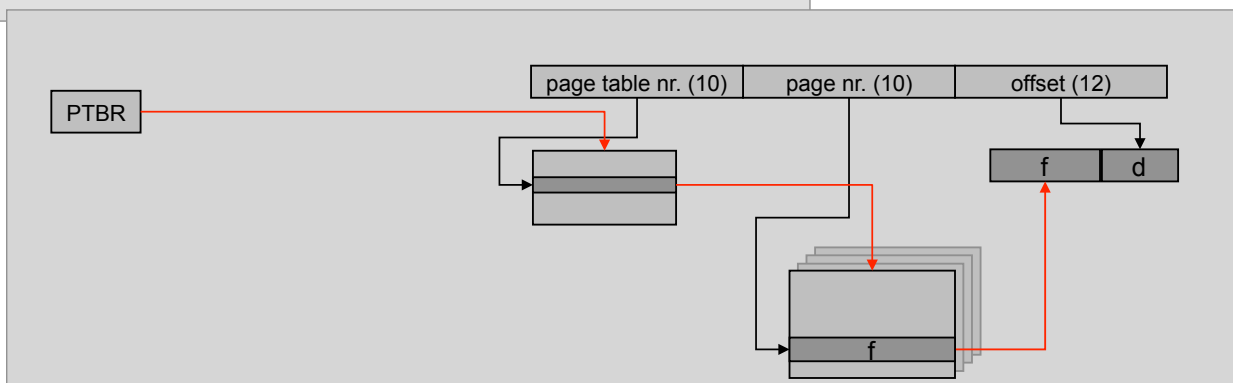 page table nr. (10) page nr. (10) offset (12)
PTBR
f d
f